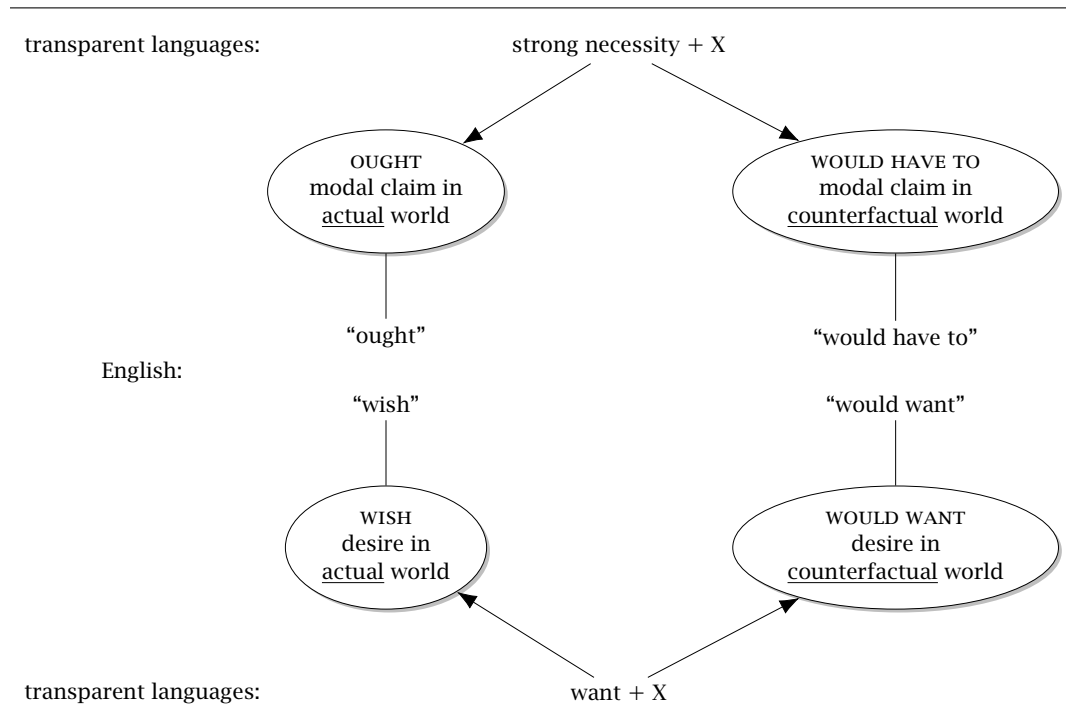 transparent languages: strong necessity + X
OUGHT WOULD HAVE TO
modal claim in modal claim in
actual world counterfactual world
“ought” “would have to”
English:
“wish” “would want”
WISH WOULD WANT
desire in desire in
actual world counterfactual world
transparent languages: want + X